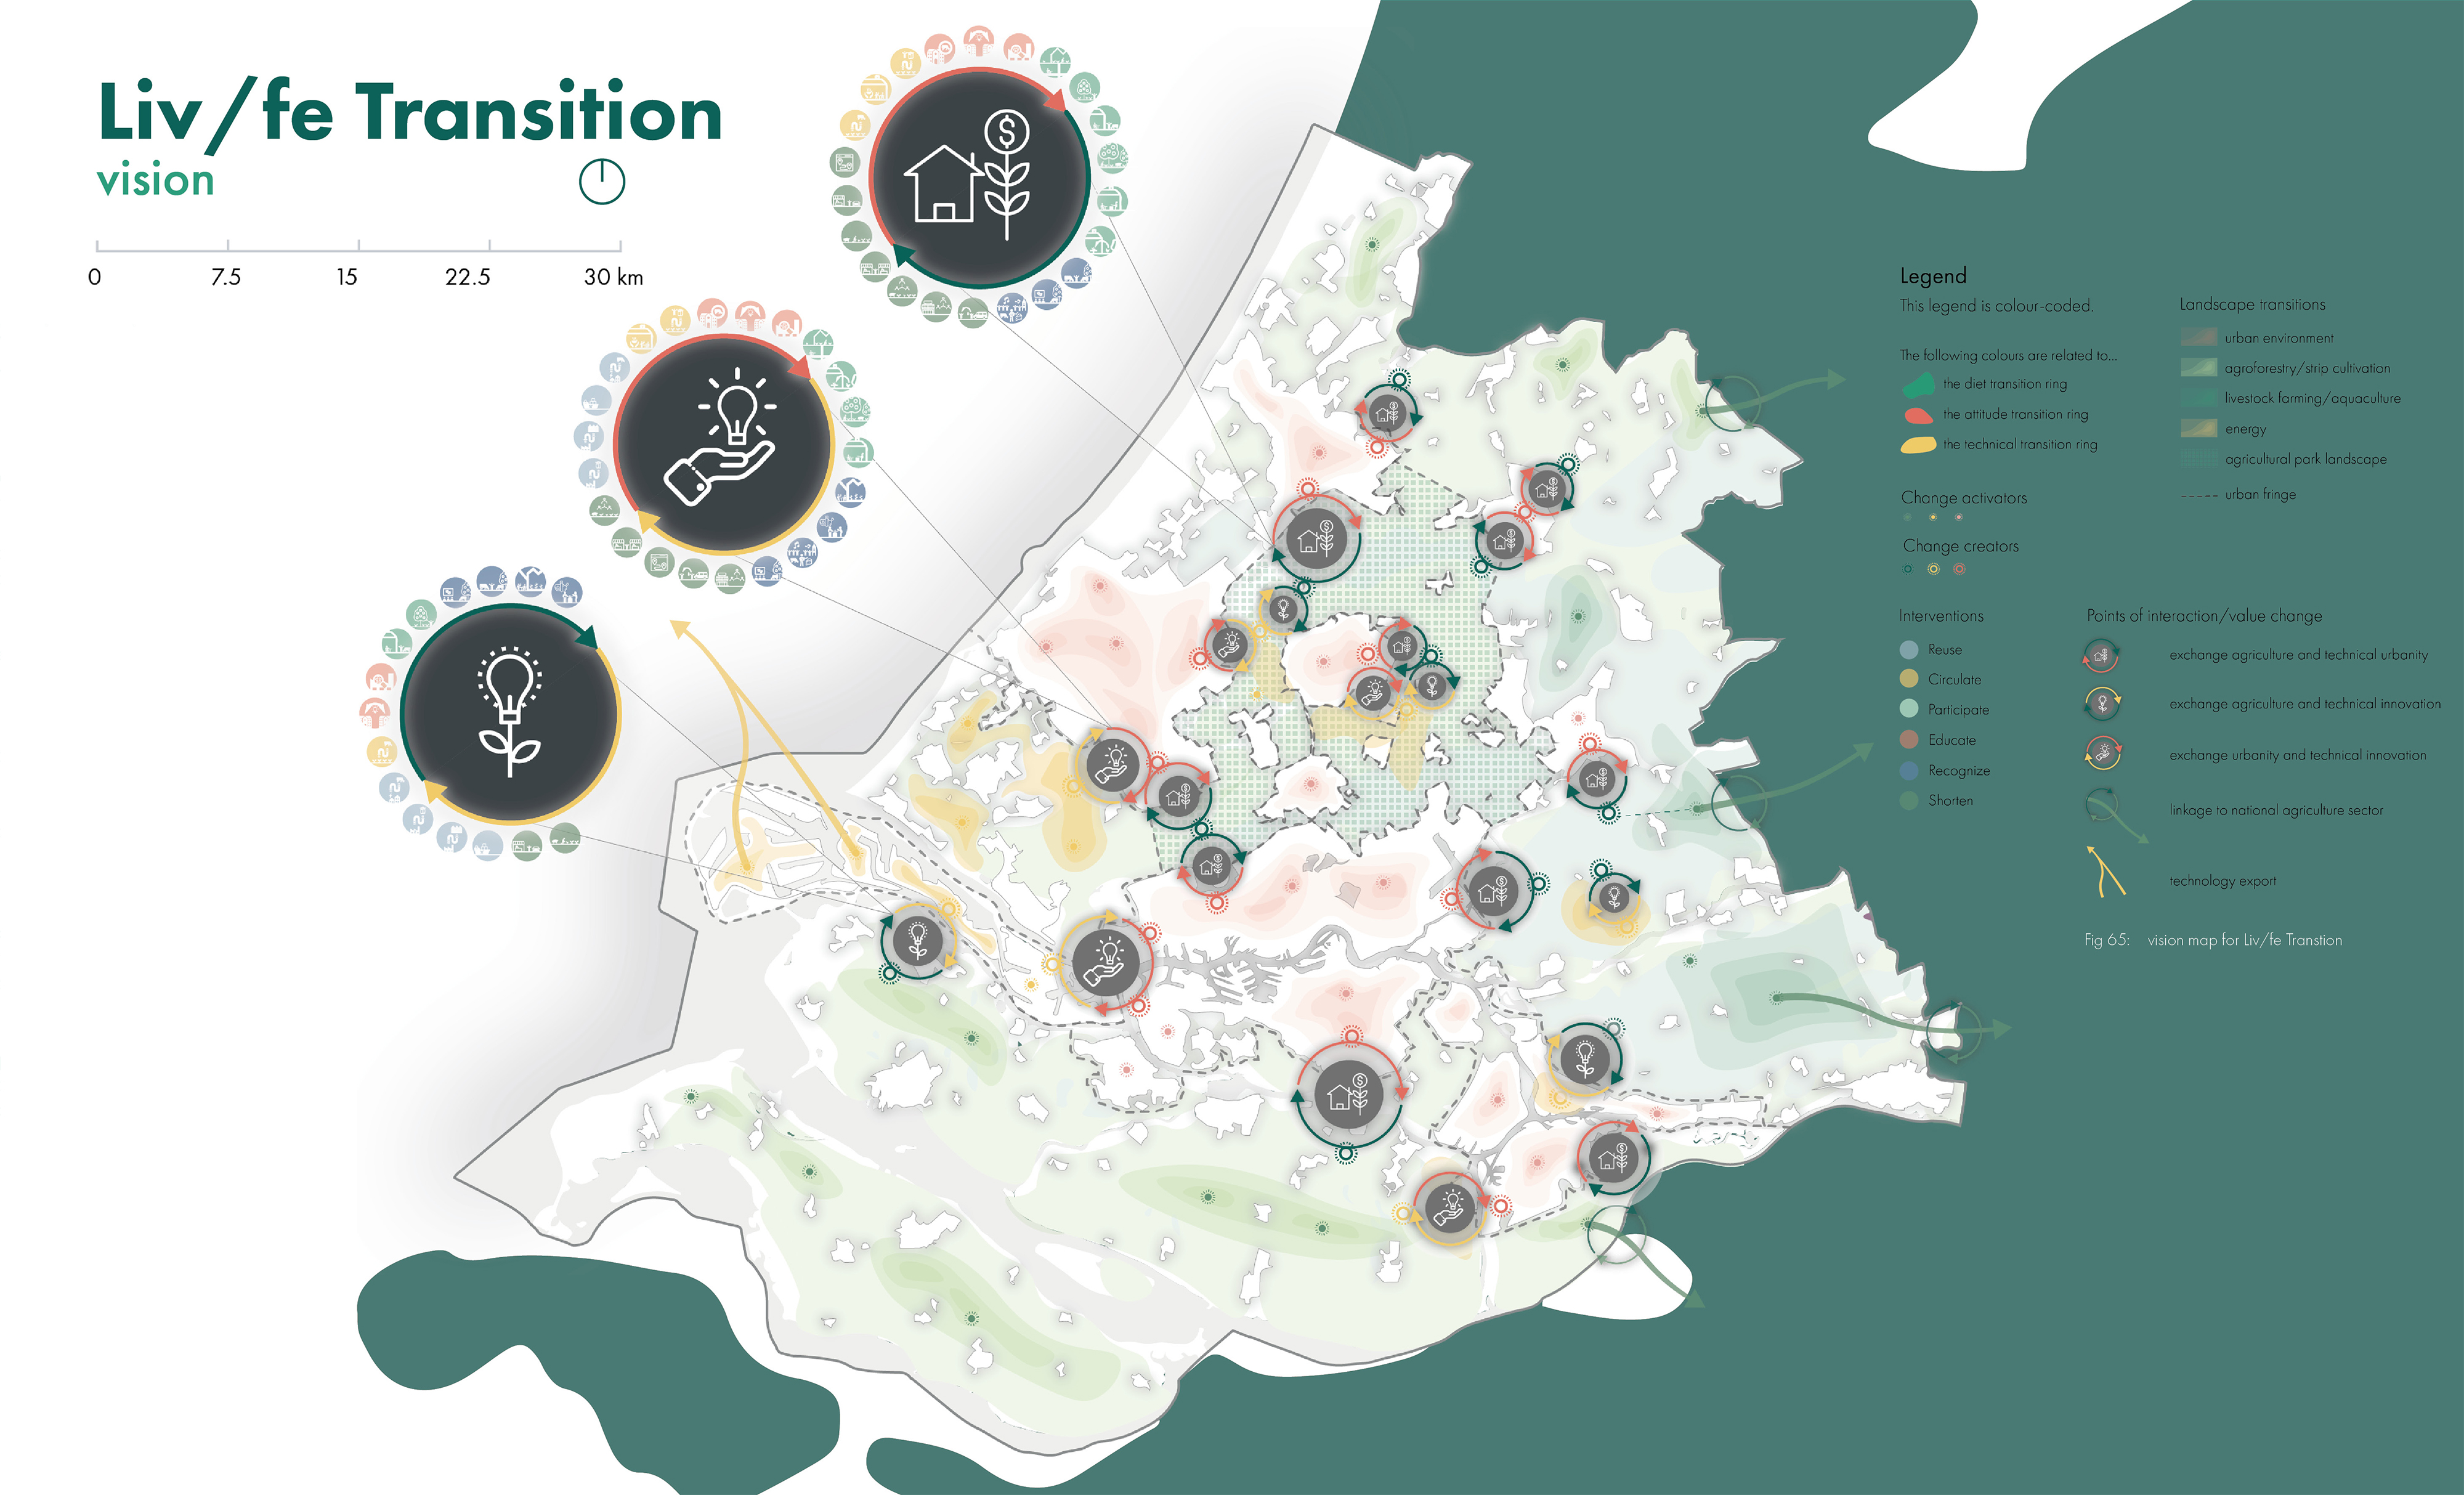 Liv/fe Transition
vision
0 7.5 15 22.5 30 km
Legend
This legend is colour-coded.
The following colours are related to...
the diet transition ring
the attitude transition ring
the technical transition ring
Change activators
Change creators
Landscape transitions
urban environment
agroforestry/strip cultivation
livestock farming/aquaculture
energy
agricultural park landscape
urban fringe
Interventions
Reuse
Circulate
Participate
Educate
Recognize
Shorten
Points of interaction/value change
exchange agriculture and technical urbanity
exchange agriculture and technical innovation
exchange urbanity and technical innovation
linkage to national agriculture sector
technology export
Fig 65: vision map for Liv/fe Transtion